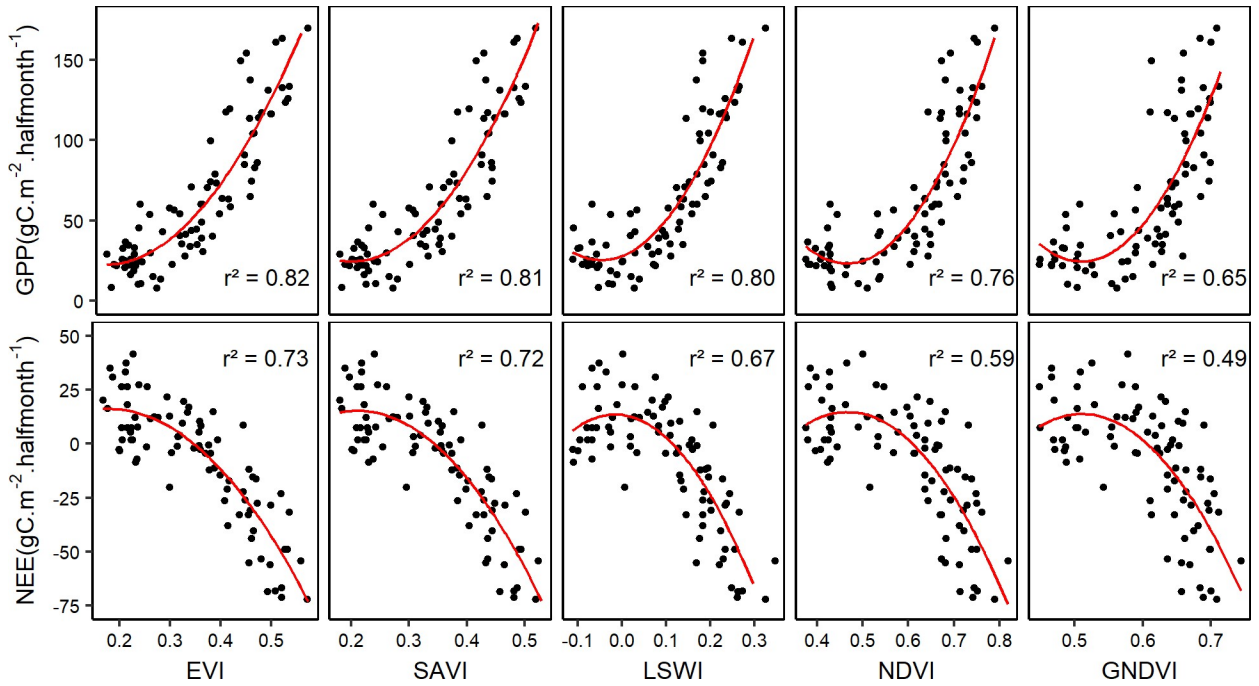 GPP(gC.m⁻².halfmonth⁻¹)
150
100
50
0
r² = 0.82
r² = 0.81
r² = 0.80
r² = 0.76
r² = 0.65
NEE(gC.m⁻².halfmonth⁻¹)
50
25
0
-25
-50
-75
r² = 0.73
r² = 0.72
r² = 0.67
r² = 0.59
r² = 0.49
0.2 0.3 0.4 0.5
0.2 0.3 0.4 0.5
-0.1 0.0 0.1 0.2 0.3
0.4 0.5 0.6 0.7 0.8
0.5 0.6 0.7
EVI
SAVI
LSWI
NDVI
GNDVI